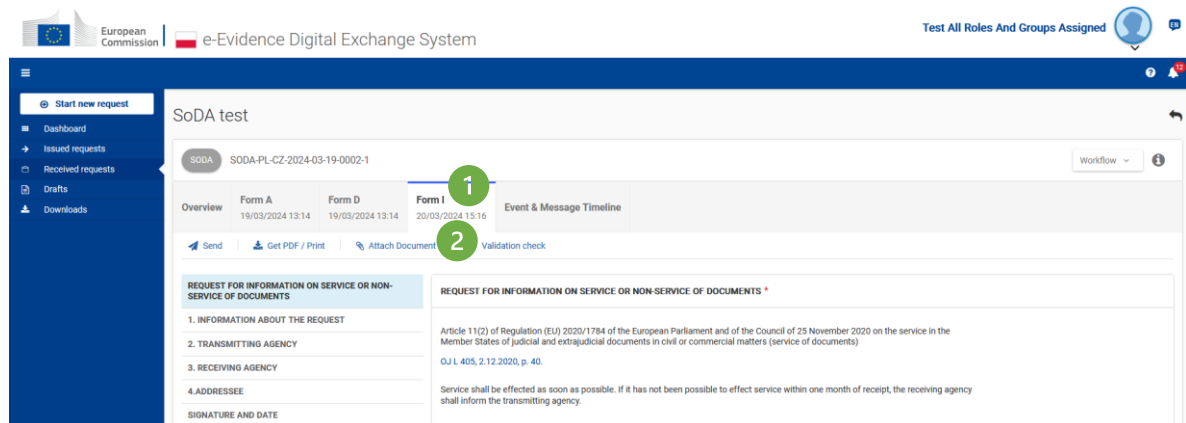 European
Commission
e-Evidence Digital Exchange System
Test All Roles And Groups Assigned
EN
12
Start new request
Dashboard
Issued requests
Received requests
Drafts
Downloads
SoDA test
SODA
SODA-PL-CZ-2024-03-19-0002-1
Workflow
Overview
Form A
19/03/2024 13:14
Form D
19/03/2024 13:14
Form I
20/03/2024 15:16
Event & Message Timeline
1
Send
Get PDF / Print
Attach Document
2
Validation check
REQUEST FOR INFORMATION ON SERVICE OR NON-
SERVICE OF DOCUMENTS
1. INFORMATION ABOUT THE REQUEST
2. TRANSMITTING AGENCY
3. RECEIVING AGENCY
4.ADDRESSEE
SIGNATURE AND DATE
REQUEST FOR INFORMATION ON SERVICE OR NON-SERVICE OF DOCUMENTS *
Article 11(2) of Regulation (EU) 2020/1784 of the European Parliament and of the Council of 25 November 2020 on the service in the
Member States of judicial and extrajudicial documents in civil or commercial matters (service of documents)
OJ L 405, 2.12.2020, p. 40.
Service shall be effected as soon as possible. If it has not been possible to effect service within one month of receipt, the receiving agency
shall inform the transmitting agency.